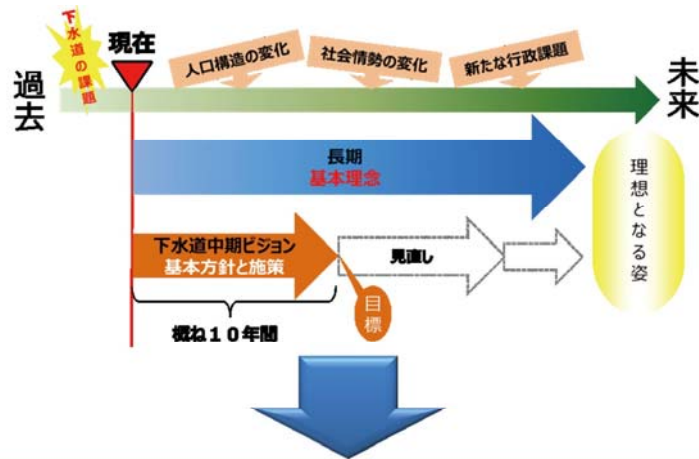 下水道の課題
現在
人口構造の変化
社会情勢の変化
新たな行政課題
過去
未来
長期
基本理念
理想となる姿
下水道中期ビジョン
基本方針と施策
見直し
目標
概ね１０年間